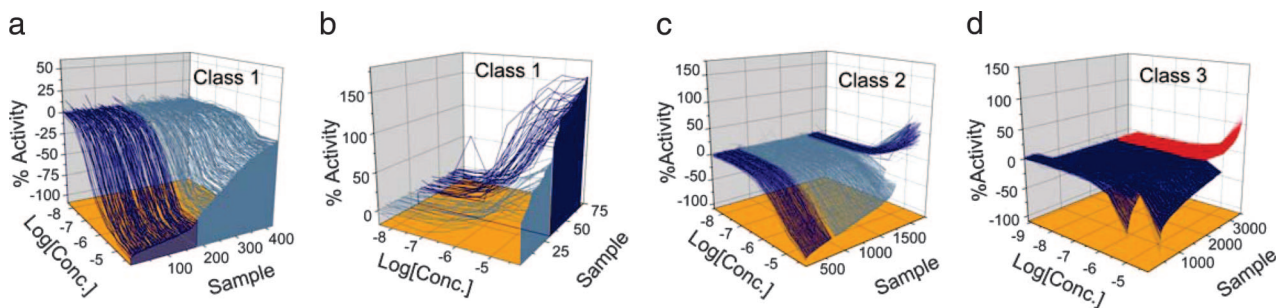 a
Class 1
% Activity
50
25
0
-25
-50
-75
-100
-8
-7
-6
-5
Log[Conc.]
100
200
300
400
Sample
b
Class 1
% Activity
150
100
50
0
-8
-7
-6
-5
Log[Conc.]
25
50
75
Sample
c
Class 2
%Activity
150
100
50
0
-50
-100
-8
-7
-6
-5
Log[Conc.]
500
1000
1500
Sample
d
Class 3
%Activity
150
100
50
0
-50
-100
-9
-8
-7
-6
-5
Log[Conc.]
1000
2000
3000
Sample